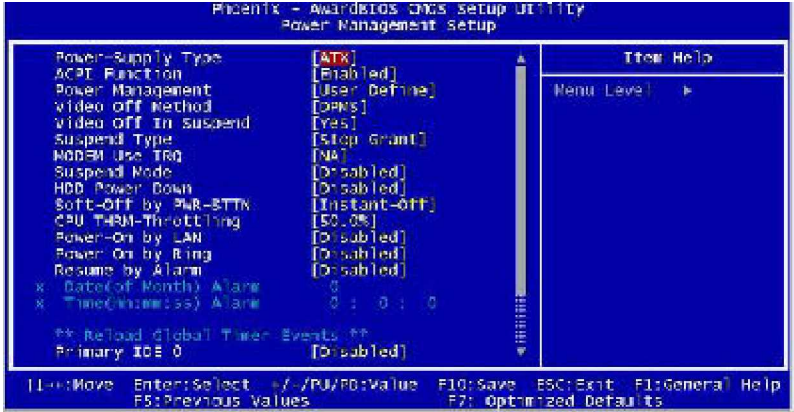 Phoenix - AwardBIOS CMOS Setup Utility
Power Management Setup
Power-Supply Type [ATX]
ACPI Function [Enabled]
Power Management [User Define]
Video Off Method [DPMS]
Video Off In Suspend [Yes]
Suspend Type [Stop Grant]
MODEM Use IRQ [NA]
Suspend Mode [Disabled]
HDD Power Down [Disabled]
Soft-Off by PWR-BTTN [Instant-Off]
CPU THRM-Throttling [50.0%]
Power-On by LAN [Disabled]
Power On by Ring [Disabled]
Resume by Alarm [Disabled]
x Date(of Month) Alarm 0
x Time(hh:mm:ss) Alarm 0 : 0 : 0
** Reload Global Timer Events **
Primary IDE 0 [Disabled]
Item Help
Menu Level ▸
↑↓→←:Move Enter:Select +/-/PU/PD:Value F10:Save ESC:Exit F1:General Help
F5:Previous Values F7: Optimized Defaults